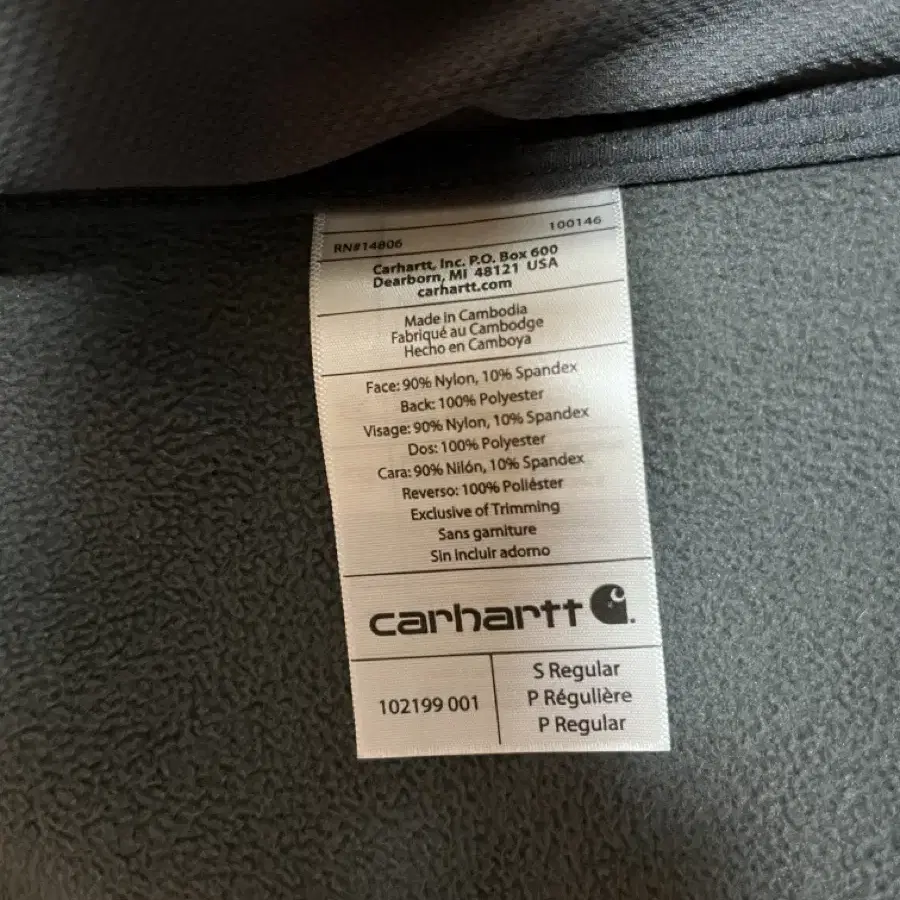 RN#14806 100146
Carhartt, Inc. P.O. Box 600
Dearborn, MI 48121 USA
carhartt.com
Made in Cambodia
Fabriqué au Cambodge
Hecho en Camboya
Face: 90% Nylon, 10% Spandex
Back: 100% Polyester
Visage: 90% Nylon, 10% Spandex
Dos: 100% Polyester
Cara: 90% Nilón, 10% Spandex
Reverso: 100% Poliéster
Exclusive of Trimming
Sans garniture
Sin incluir adorno
carhartt
102199 001
S Regular
P Régulière
P Regular